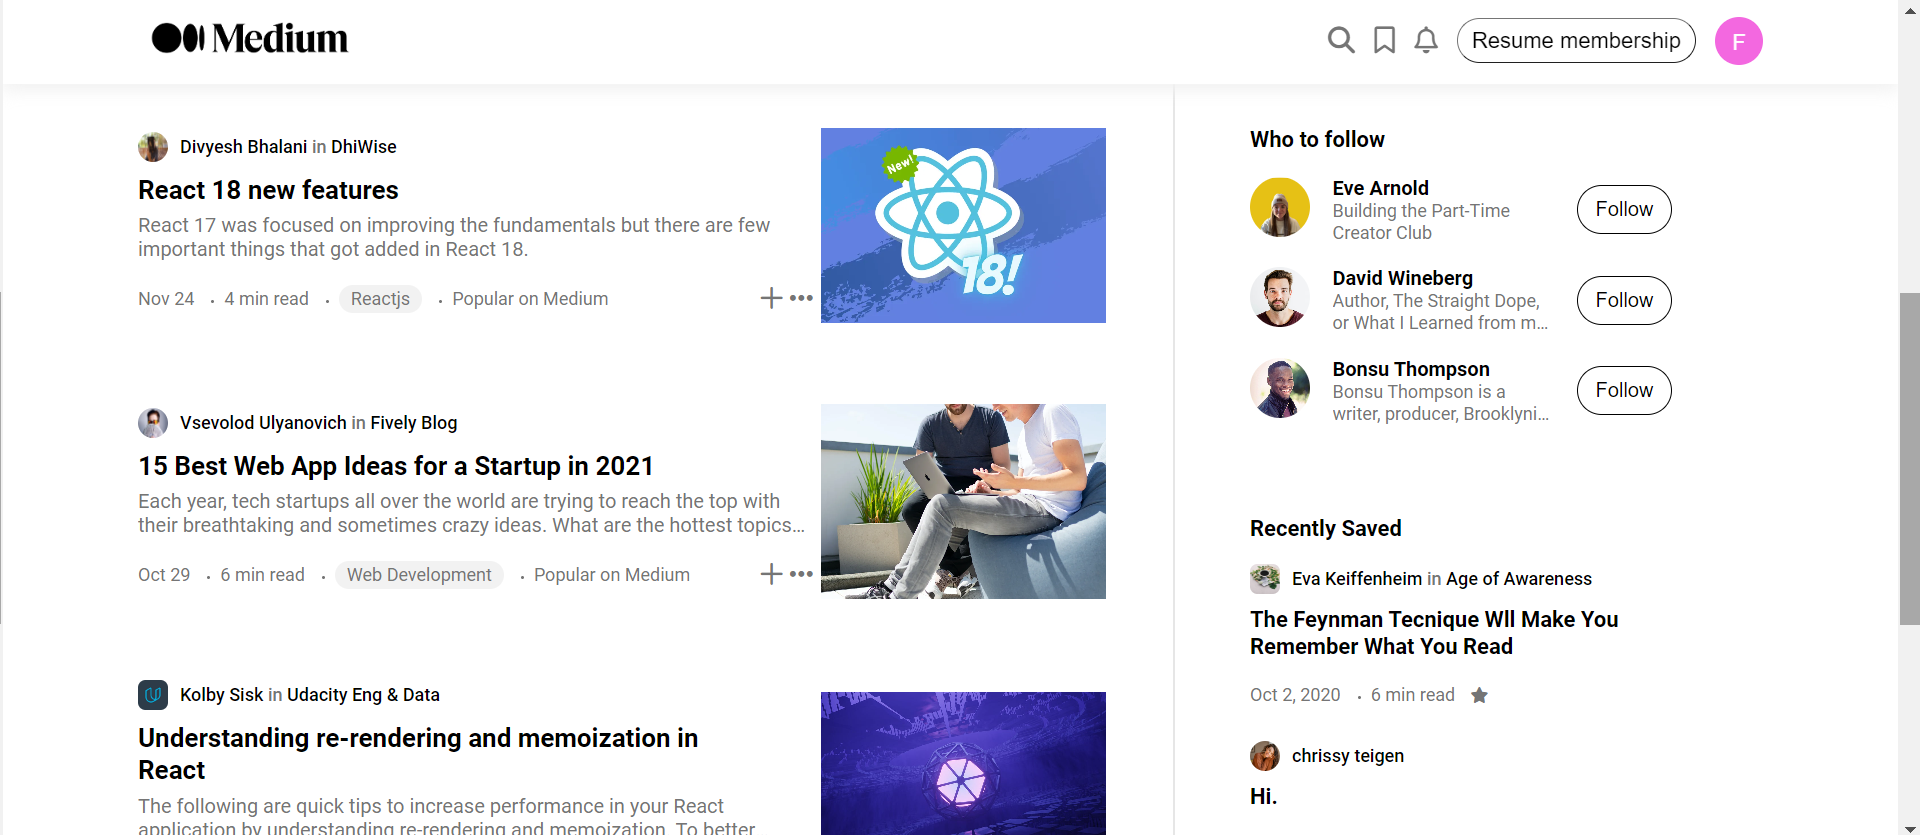 Medium
Resume membership
F
Divyesh Bhalani in DhiWise
React 18 new features
React 17 was focused on improving the fundamentals but there are few
important things that got added in React 18.
Nov 24 · 4 min read · Reactjs · Popular on Medium
New!
18!
Vsevolod Ulyanovich in Fively Blog
15 Best Web App Ideas for a Startup in 2021
Each year, tech startups all over the world are trying to reach the top with
their breathtaking and sometimes crazy ideas. What are the hottest topics...
Oct 29 · 6 min read · Web Development · Popular on Medium
Kolby Sisk in Udacity Eng & Data
Understanding re-rendering and memoization in
React
The following are quick tips to increase performance in your React
application by understanding re-rendering and memoization. To better
Who to follow
Eve Arnold
Building the Part-Time
Creator Club
Follow
David Wineberg
Author, The Straight Dope,
or What I Learned from m...
Follow
Bonsu Thompson
Bonsu Thompson is a
writer, producer, Brooklyni...
Follow
Recently Saved
Eva Keiffenheim in Age of Awareness
The Feynman Tecnique Wll Make You
Remember What You Read
Oct 2, 2020 · 6 min read
chrissy teigen
Hi.